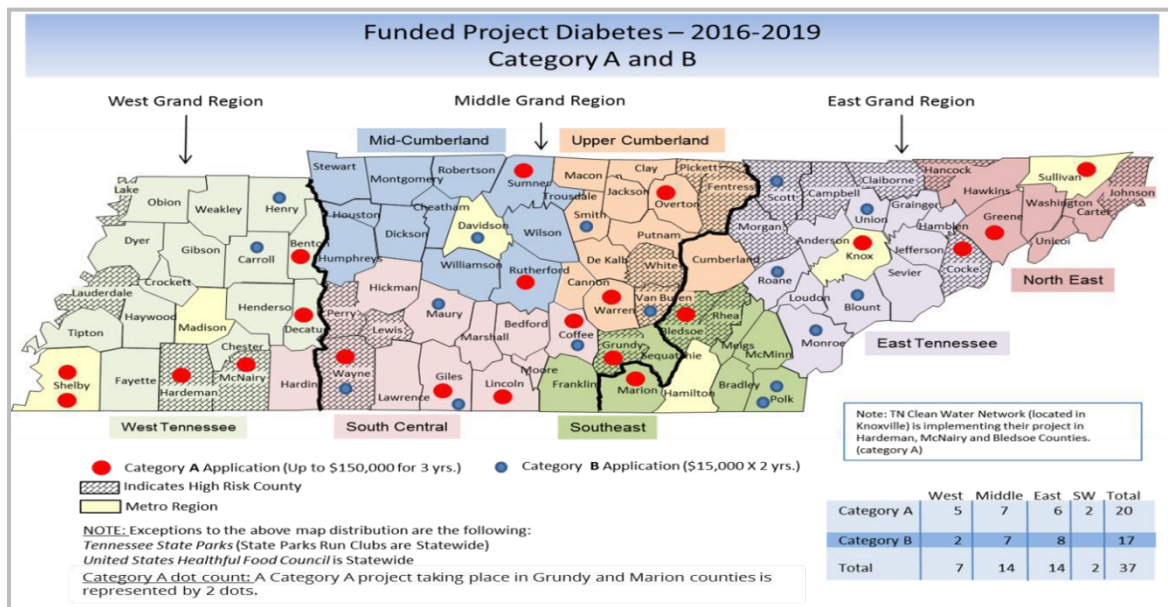 Funded Project Diabetes – 2016-2019
Category A and B
West Grand Region
Middle Grand Region
East Grand Region
Mid-Cumberland
Upper Cumberland
Stewart
Montgomery
Robertson
Sumner
Trousdale
Macon
Clay
Pickett
Jackson
Overton
Fentress
Scott
Campbell
Claiborne
Hancock
Hawkins
Sullivan
Johnson
Lake
Obion
Weakley
Henry
Houston
Cheatham
Davidson
Smith
Putnam
Morgan
Union
Grainger
Hamblen
Greene
Washington
Carter
Unicoi
Dyer
Gibson
Carroll
Benton
Humphreys
Dickson
Wilson
De Kalb
White
Cumberland
Anderson
Knox
Jefferson
Cocke
Sevier
North East
Crockett
Williamson
Rutherford
Cannon
Roane
Lauderdale
Haywood
Madison
Henderso
Decatur
Perry
Hickman
Lewis
Maury
Bedford
Coffee
Warren
Van Buren
Bledsoe
Rhea
Loudon
Blount
Monroe
East Tennessee
Tipton
Chester
Marshall
Moore
Grundy
Sequatchie
Meigs
McMinn
Shelby
Fayette
Hardeman
McNairy
Hardin
Wayne
Lawrence
Giles
Lincoln
Franklin
Marion
Hamilton
Bradley
Polk
West Tennessee
South Central
Southeast
Note: TN Clean Water Network (located in
Knoxville) is implementing their project in
Hardeman, McNairy and Bledsoe Counties.
(category A)
Category A Application (Up to $150,000 for 3 yrs.)
Category B Application ($15,000 X 2 yrs.)
Indicates High Risk County
Metro Region
NOTE: Exceptions to the above map distribution are the following:
Tennessee State Parks (State Parks Run Clubs are Statewide)
United States Healthful Food Council is Statewide
Category A dot count: A Category A project taking place in Grundy and Marion counties is
represented by 2 dots.
West Middle East SW Total
Category A 5 7 6 2 20
Category B 2 7 8 17
Total 7 14 14 2 37